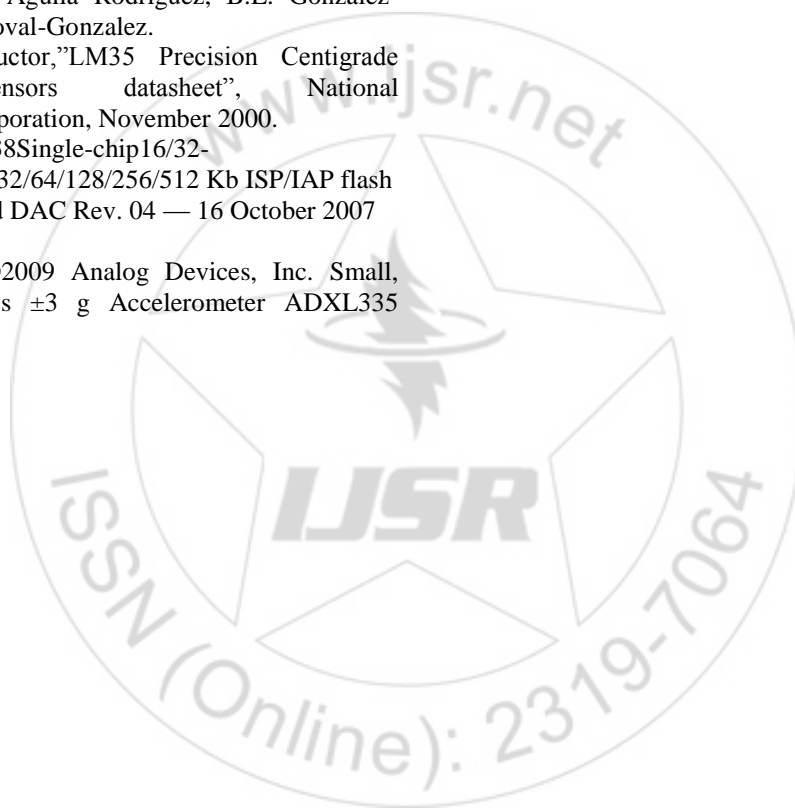 Aguila Rodriguez, B.E. Gonzalez
oval-Gonzalez.
uctor,"LM35 Precision Centigrade
ensors datasheet", National
poration, November 2000.
38Single-chip16/32-
32/64/128/256/512 Kb ISP/IAP flash
d DAC Rev. 04 — 16 October 2007
2009 Analog Devices, Inc. Small,
s ±3 g Accelerometer ADXL335
www.ijsr.net
IJSR
ISSN (Online): 2319-7064